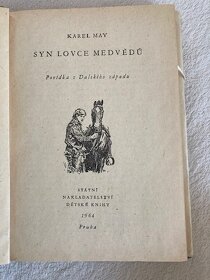 KAREL MAY
SYN LOVCE MEDVĚDŮ
Povídka z Dalekého západu
STÁTNÍ
NAKLADATELSTVÍ
DĚTSKÉ KNIHY
1964
Praha